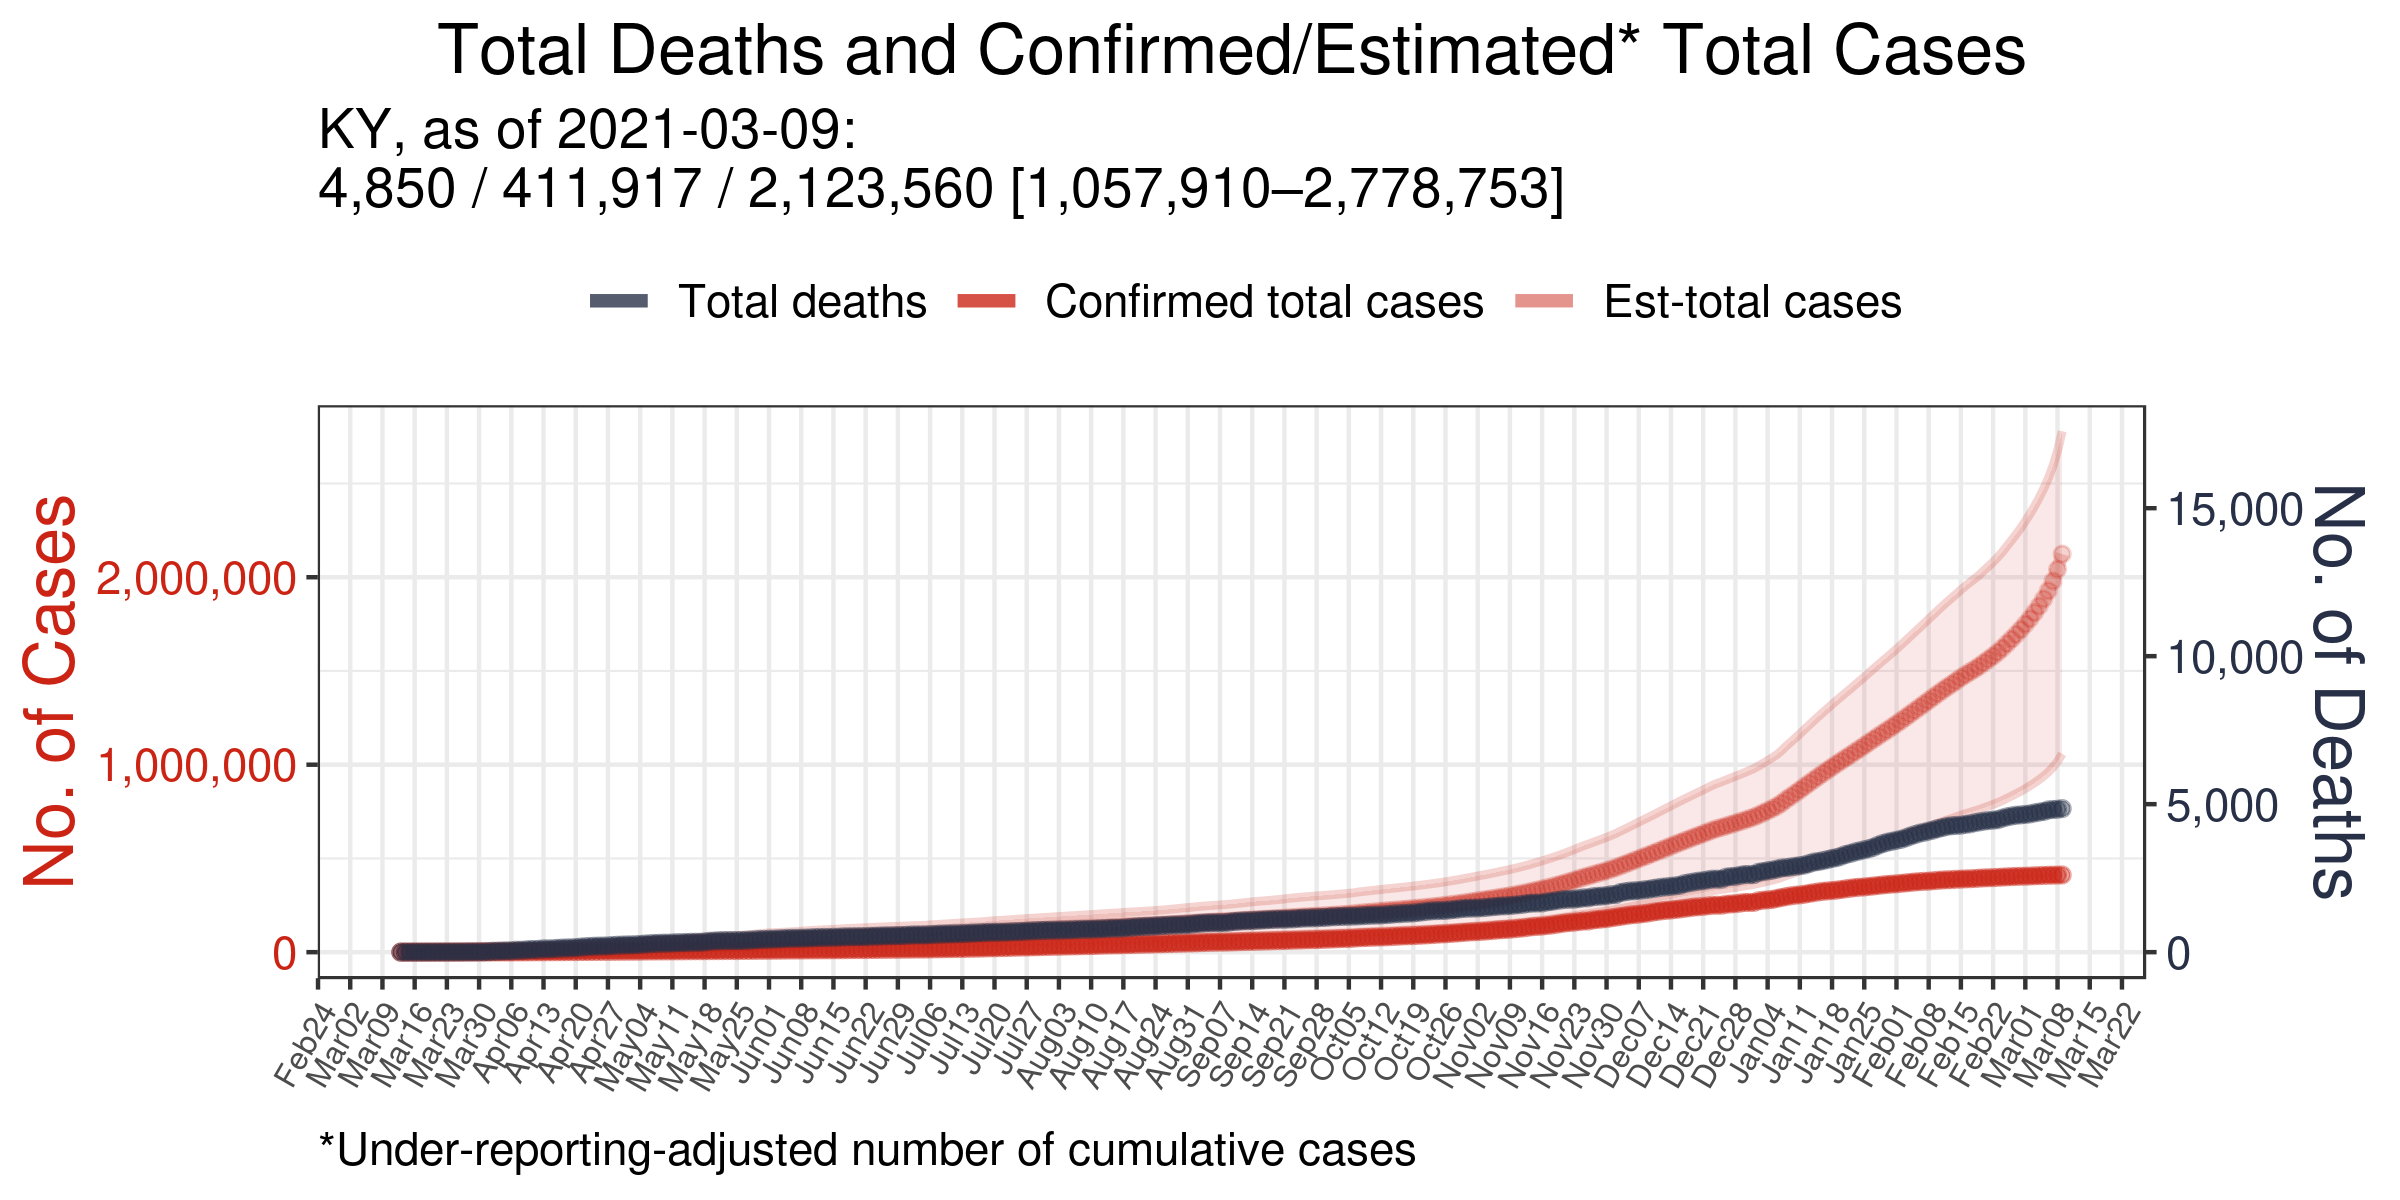 Total Deaths and Confirmed/Estimated* Total Cases
KY, as of 2021-03-09:
4,850 / 411,917 / 2,123,560 [1,057,910–2,778,753]
Total deaths
Confirmed total cases
Est-total cases
No. of Cases
2,000,000
1,000,000
0
15,000
10,000
5,000
0
No. of Deaths
Feb24
Mar02
Mar09
Mar16
Mar23
Mar30
Apr06
Apr13
Apr20
Apr27
May04
May11
May18
May25
Jun01
Jun08
Jun15
Jun22
Jun29
Jul06
Jul13
Jul20
Jul27
Aug03
Aug10
Aug17
Aug24
Aug31
Sep07
Sep14
Sep21
Sep28
Oct05
Oct12
Oct19
Oct26
Nov02
Nov09
Nov16
Nov23
Nov30
Dec07
Dec14
Dec21
Dec28
Jan04
Jan11
Jan18
Jan25
Feb01
Feb08
Feb15
Feb22
Mar01
Mar08
Mar15
Mar22
*Under-reporting-adjusted number of cumulative cases